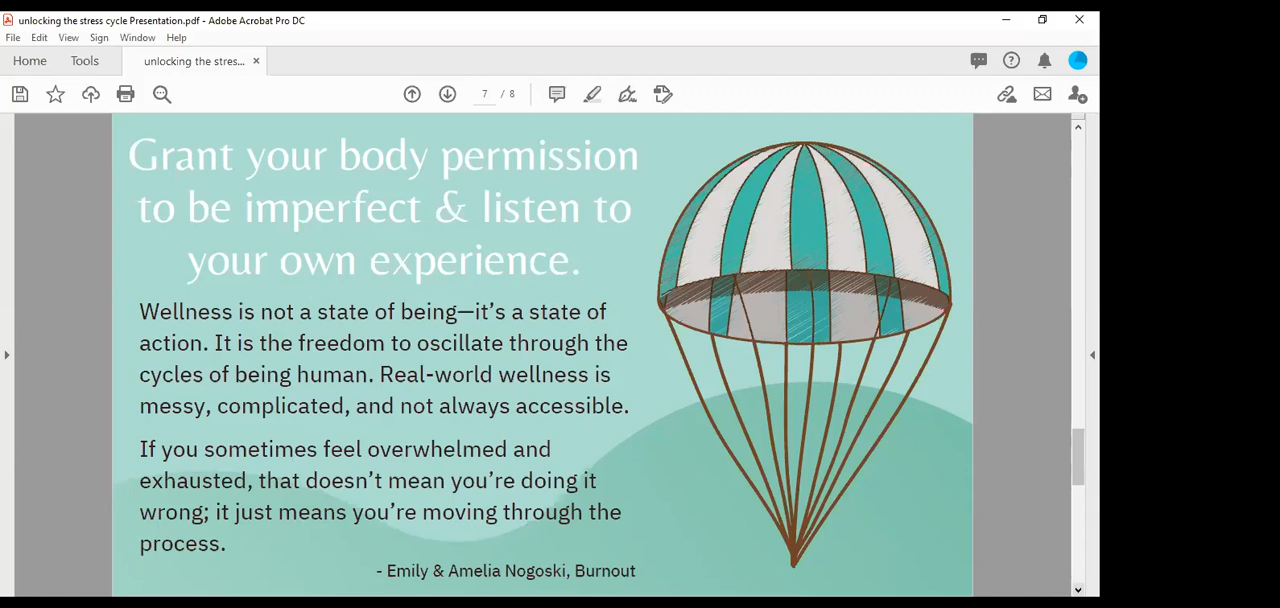 unlocking the stress cycle Presentation.pdf - Adobe Acrobat Pro DC
File Edit View Sign Window Help
Home Tools unlocking the stres... ×
7 / 8
Grant your body permission
to be imperfect & listen to
your own experience.
Wellness is not a state of being—it's a state of
action. It is the freedom to oscillate through the
cycles of being human. Real-world wellness is
messy, complicated, and not always accessible.
If you sometimes feel overwhelmed and
exhausted, that doesn't mean you're doing it
wrong; it just means you're moving through the
process.
- Emily & Amelia Nogoski, Burnout